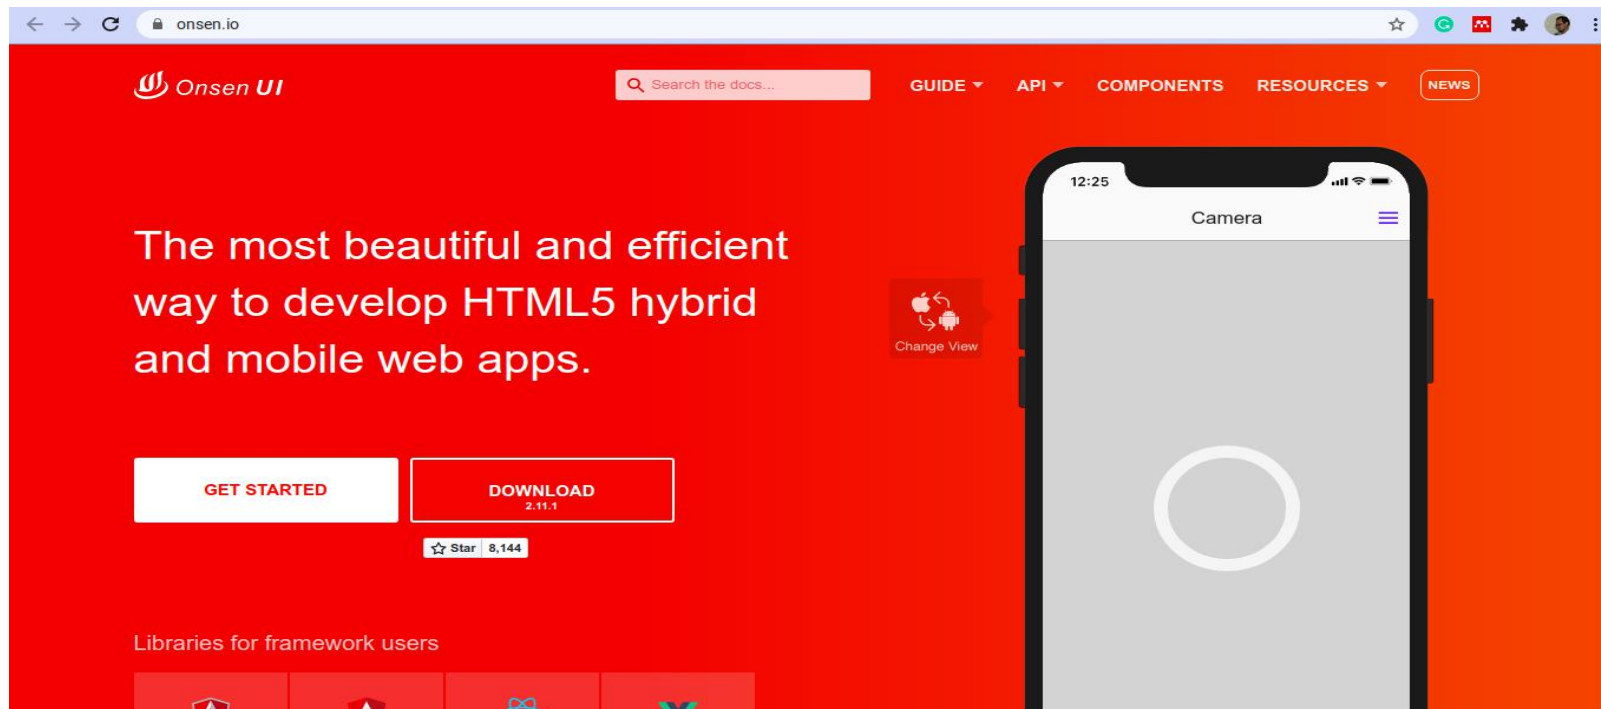 onsen.io
Onsen UI
Search the docs...
GUIDE
API
COMPONENTS
RESOURCES
NEWS
12:25
Camera
The most beautiful and efficient
way to develop HTML5 hybrid
and mobile web apps.
Change View
GET STARTED
DOWNLOAD
2.11.1
Star 8,144
Libraries for framework users